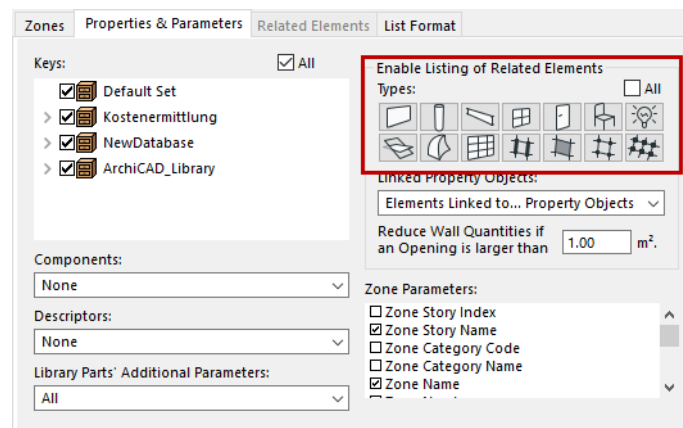 Zones Properties & Parameters Related Elements List Format
Keys:
All
Default Set
Kostenermittlung
NewDatabase
ArchiCAD_Library
Components:
None
Descriptors:
None
Library Parts' Additional Parameters:
All
Enable Listing of Related Elements
Types:
All
Linked Property Objects:
Elements Linked to... Property Objects
Reduce Wall Quantities if
an Opening is larger than 1.00 m².
Zone Parameters:
Zone Story Index
Zone Story Name
Zone Category Code
Zone Category Name
Zone Name